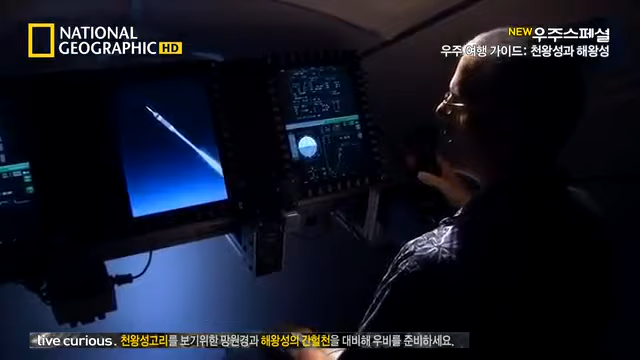 NATIONAL
GEOGRAPHIC HD
NEW 우주스페셜
우주 여행 가이드: 천왕성과 해왕성
live curious. 천왕성고리를 보기위한 망원경과 해왕성의 간헐천을 대비해 우비를 준비하세요.